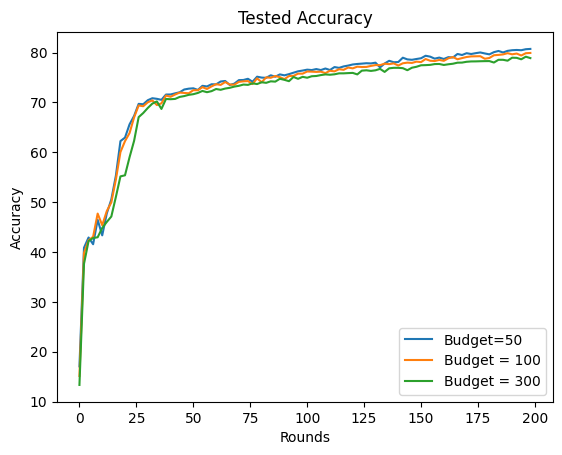 Tested Accuracy
Accuracy
80
70
60
50
40
30
20
10
Budget=50
Budget = 100
Budget = 300
0 25 50 75 100 125 150 175 200
Rounds